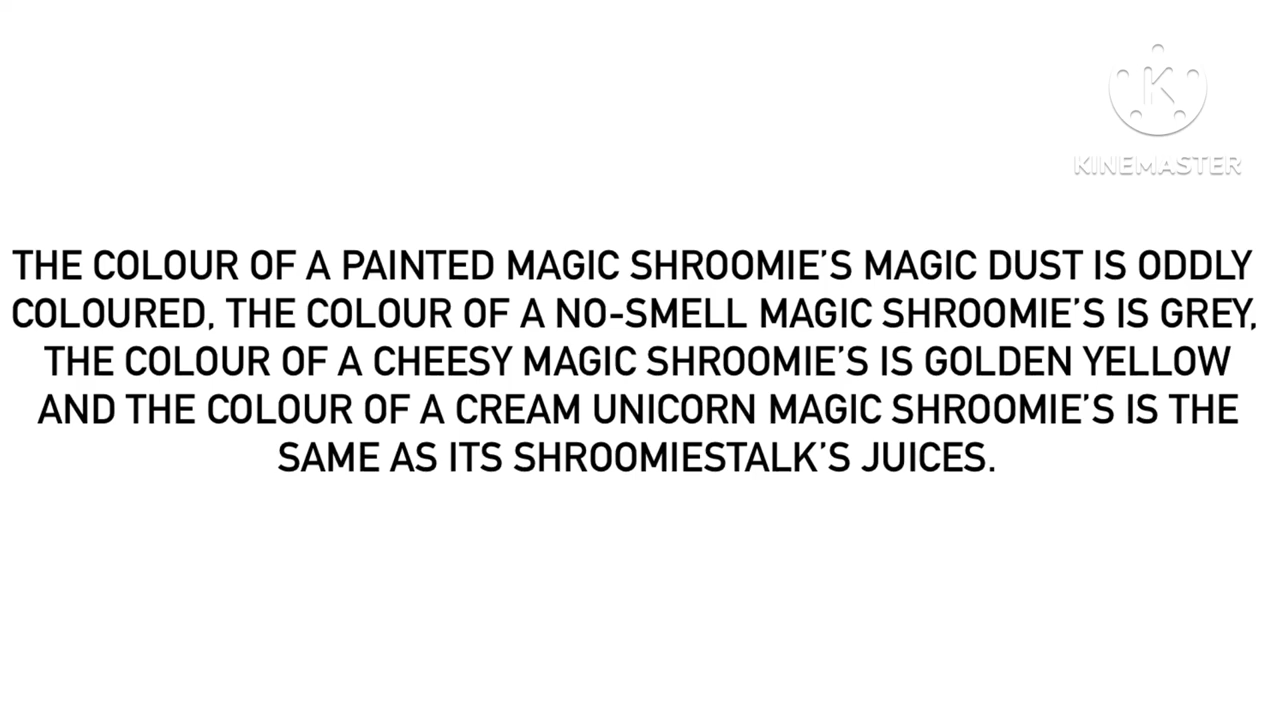 KINEMASTER
THE COLOUR OF A PAINTED MAGIC SHROOMIE’S MAGIC DUST IS ODDLY
COLOURED, THE COLOUR OF A NO-SMELL MAGIC SHROOMIE’S IS GREY,
THE COLOUR OF A CHEESY MAGIC SHROOMIE’S IS GOLDEN YELLOW
AND THE COLOUR OF A CREAM UNICORN MAGIC SHROOMIE’S IS THE
SAME AS ITS SHROOMIESTALK’S JUICES.